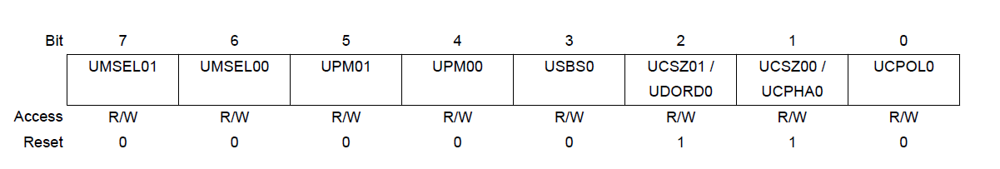 Bit 7 6 5 4 3 2 1 0
UMSEL01 UMSEL00 UPM01 UPM00 USBS0 UCSZ01 / UCSZ00 / UCPOL0
UDORD0 UCPHA0
Access R/W R/W R/W R/W R/W R/W R/W R/W
Reset 0 0 0 0 0 1 1 0